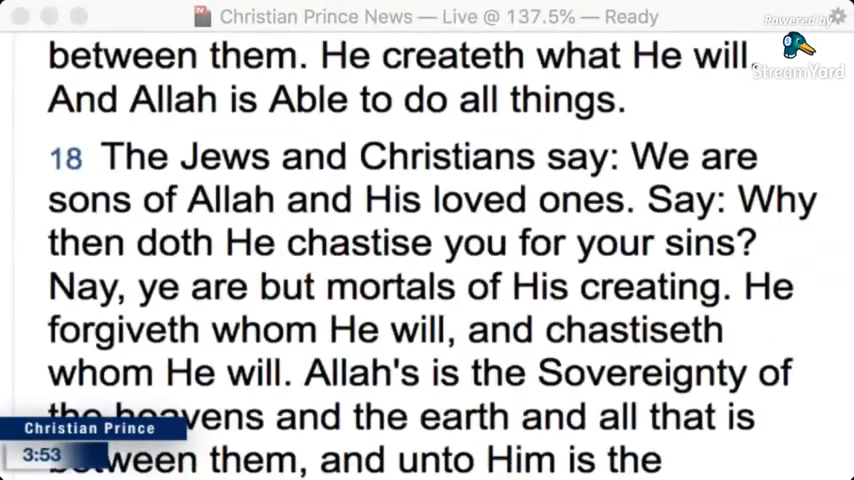 Christian Prince News — Live @ 137.5% — Ready
Powered by
StreamYard
between them. He createth what He will.
And Allah is Able to do all things.
18 The Jews and Christians say: We are
sons of Allah and His loved ones. Say: Why
then doth He chastise you for your sins?
Nay, ye are but mortals of His creating. He
forgiveth whom He will, and chastiseth
whom He will. Allah's is the Sovereignty of
the heavens and the earth and all that is
Christian Prince
3:53
between them, and unto Him is the